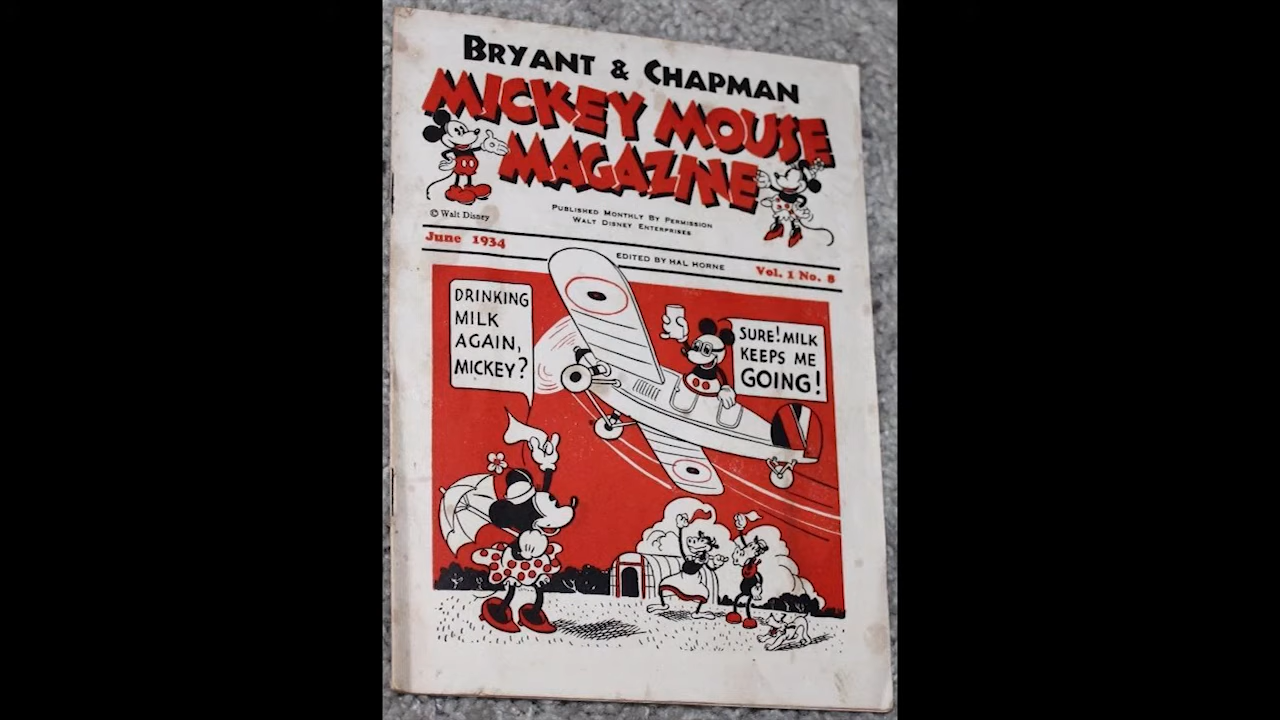 BRYANT & CHAPMAN
MICKEY MOUSE
MAGAZINE
© Walt Disney
PUBLISHED MONTHLY BY PERMISSION
WALT DISNEY ENTERPRISES
June 1934
EDITED BY HAL HORNE
Vol. 1 No. 8
DRINKING
MILK
AGAIN,
MICKEY?
SURE! MILK
KEEPS ME
GOING!